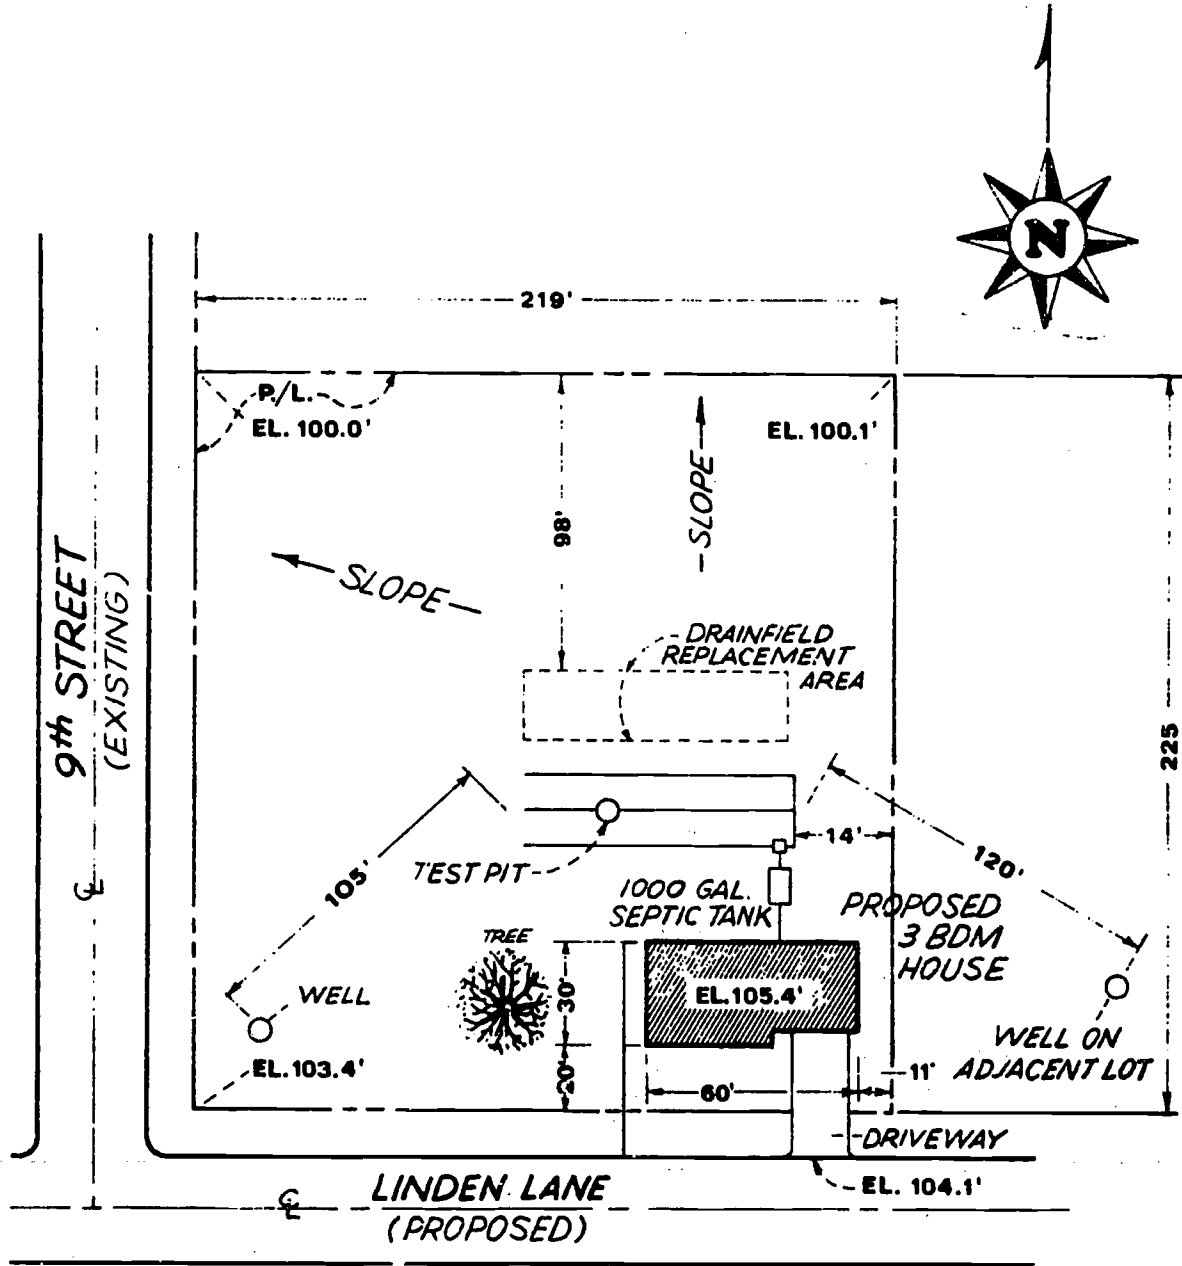 N
219'
P./L.
EL. 100.0'
EL. 100.1'
98'
SLOPE
SLOPE
9th STREET
(EXISTING)
DRAINFIELD
REPLACEMENT
AREA
225
105'
TEST PIT
14'
120'
1000 GAL.
SEPTIC TANK
PROPOSED
3 BDM
HOUSE
TREE
WELL
30'
EL. 105.4'
WELL ON
ADJACENT LOT
EL. 103.4'
20'
60'
11'
DRIVEWAY
EL. 104.1'
CL
CL
LINDEN LANE
(PROPOSED)